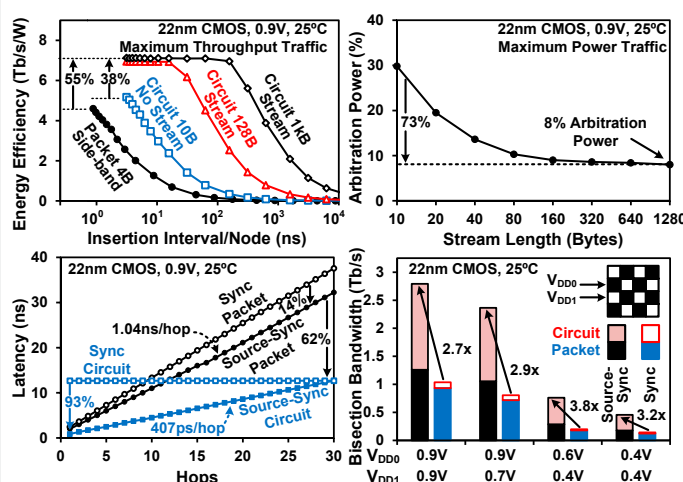 22nm CMOS, 0.9V, 25ºC
Maximum Throughput Traffic
Energy Efficiency (Tb/s/W)
8
6
4
2
0
55%
38%
Circuit 1kB
Stream
Circuit 128B
Stream
Circuit 10B
No Stream
Packet 4B
Side-band
10⁰ 10¹ 10² 10³ 10⁴
Insertion Interval/Node (ns)
22nm CMOS, 0.9V, 25ºC
Maximum Power Traffic
Arbitration Power (%)
40
30
20
10
0
73%
8% Arbitration
Power
10 20 40 80 160 320 640 1280
Stream Length (Bytes)
22nm CMOS, 0.9V, 25ºC
Latency (ns)
40
30
20
10
0
Sync
Packet
14%
1.04ns/hop
Source-Sync
Packet
62%
Sync
Circuit
93%
407ps/hop
Source-Sync
Circuit
0 5 10 15 20 25 30
Hops
22nm CMOS, 25ºC
Bisection Bandwidth (Tb/s)
3
2.5
2
1.5
1
0.5
0
VDD0
VDD1
Circuit
Packet
Source-
Sync
Sync
2.7x
2.9x
3.8x
3.2x
VDD0 0.9V 0.9V 0.6V 0.4V
VDD1 0.9V 0.7V 0.4V 0.4V